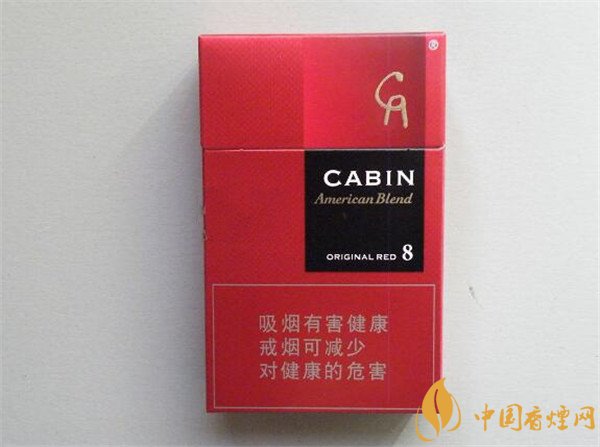 ®
CA
CABIN
American Blend
ORIGINAL RED 8
吸烟有害健康
戒烟可减少
对健康的危害
中国香烟网